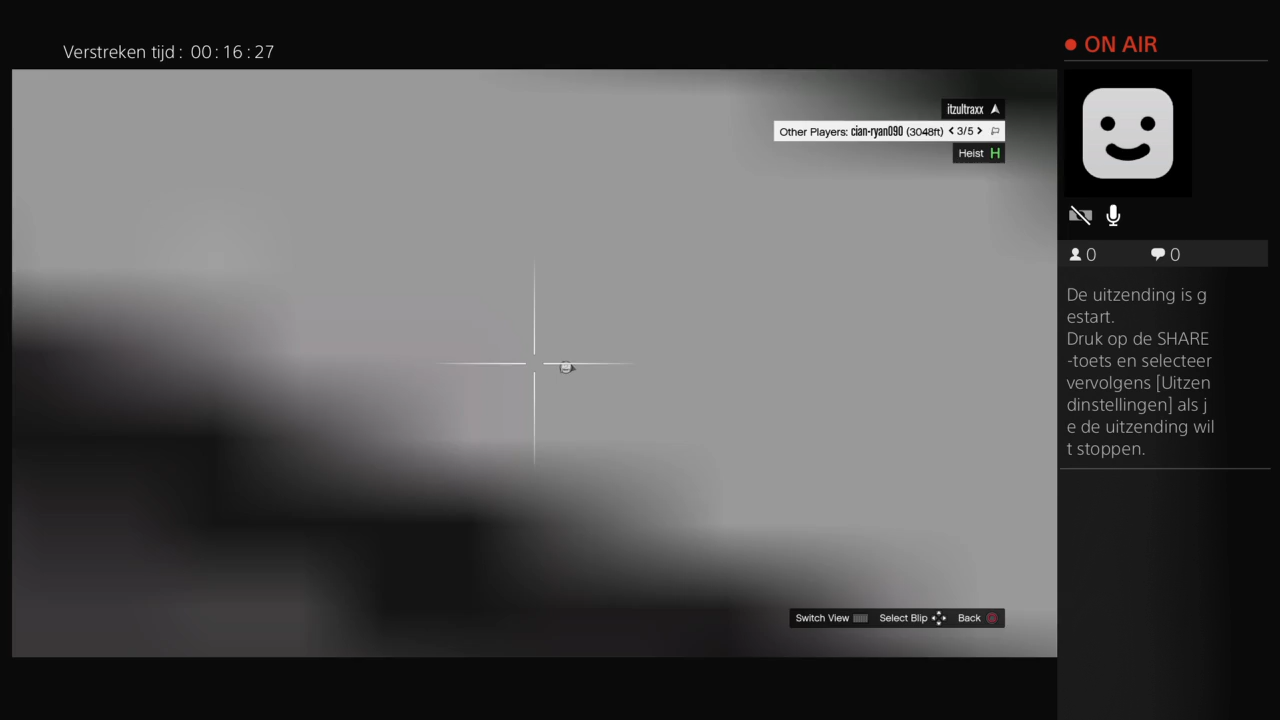 Verstreken tijd : 00 : 16 : 27
ON AIR
itzultraxx
Other Players: cian-ryan090 (3048ft) < 3/5 >
Heist H
0 0
De uitzending is g
estart.
Druk op de SHARE
-toets en selecteer
vervolgens [Uitzen
dinstellingen] als j
e de uitzending wil
t stoppen.
Switch View Select Blip Back